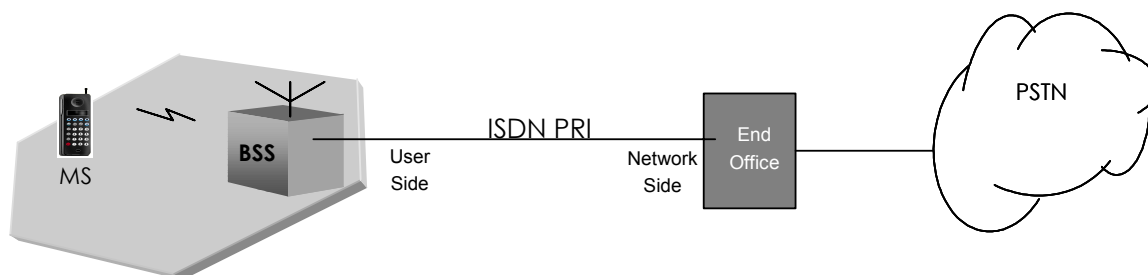 MS
BSS
User
Side
ISDN PRI
Network
Side
End
Office
PSTN